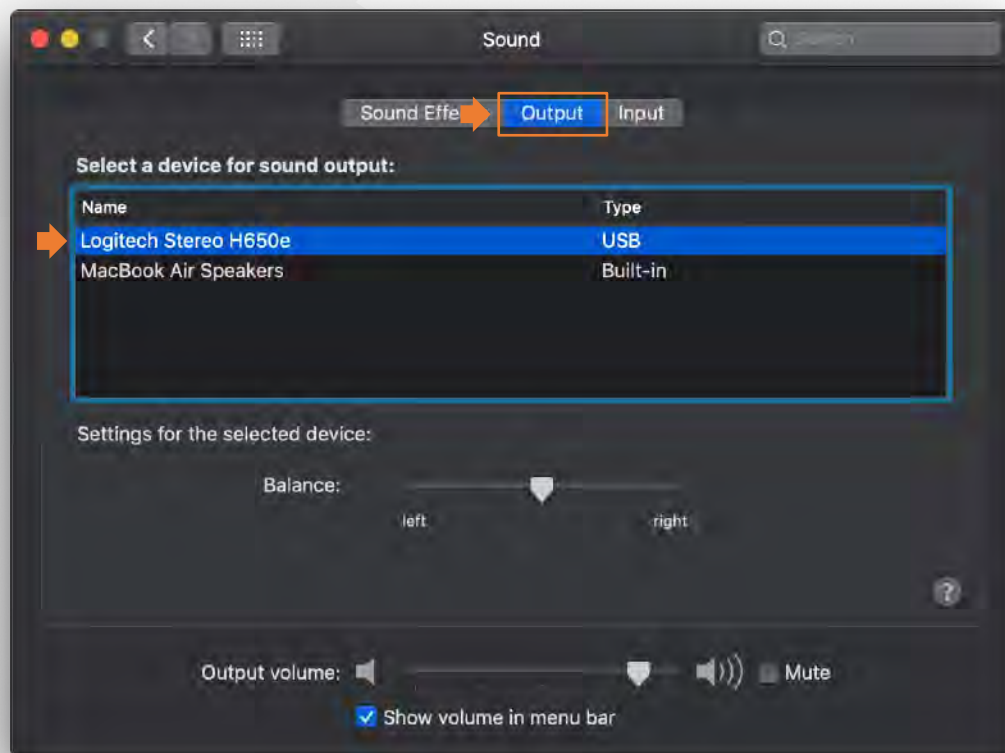 Sound
Search
Sound Effe
Output
Input
Select a device for sound output:
Name Type
Logitech Stereo H650e USB
MacBook Air Speakers Built-in
Settings for the selected device:
Balance:
left right
?
Output volume: Mute
Show volume in menu bar